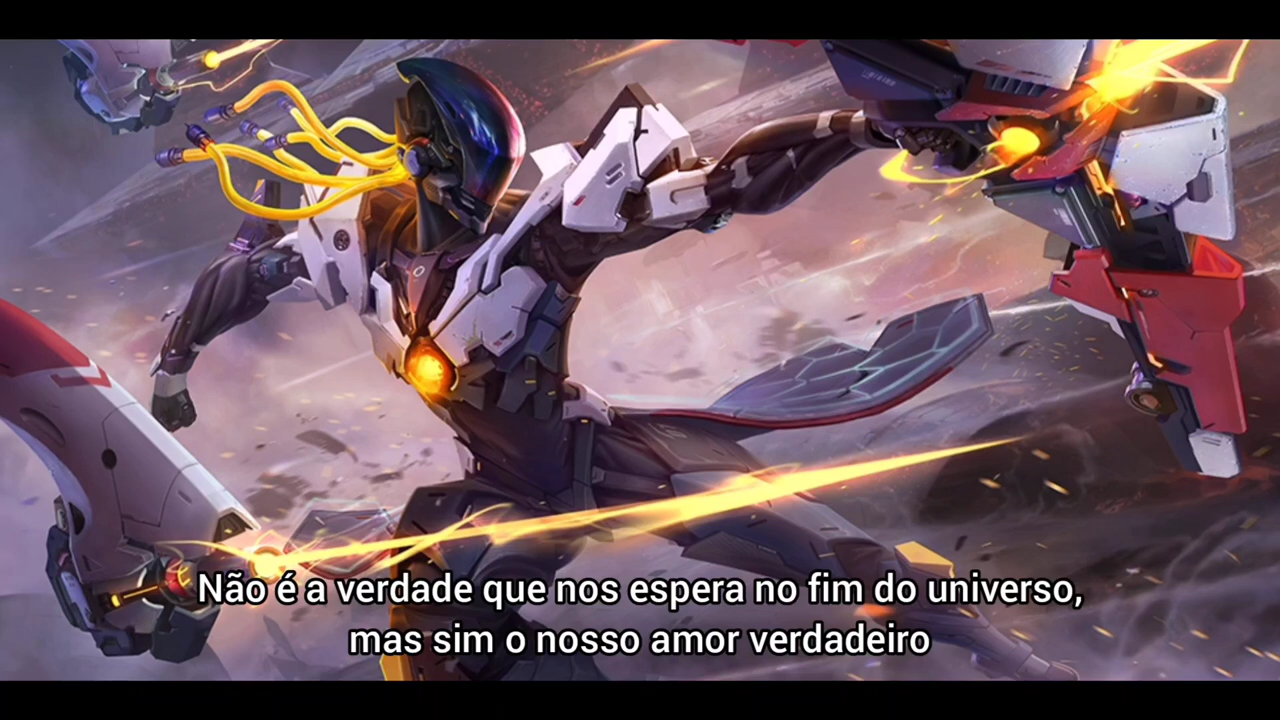 Não é a verdade que nos espera no fim do universo,
mas sim o nosso amor verdadeiro